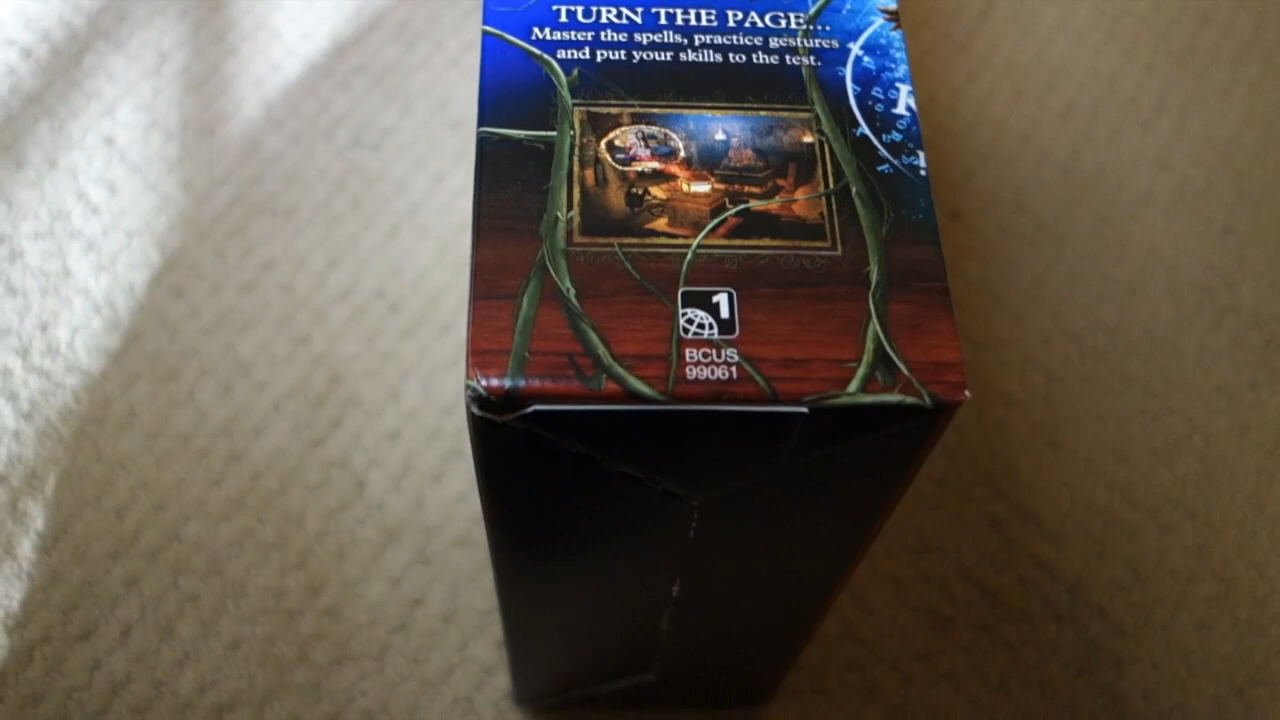 TURN THE PAGE...
Master the spells, practice gestures
and put your skills to the test.
1
BCUS
99061